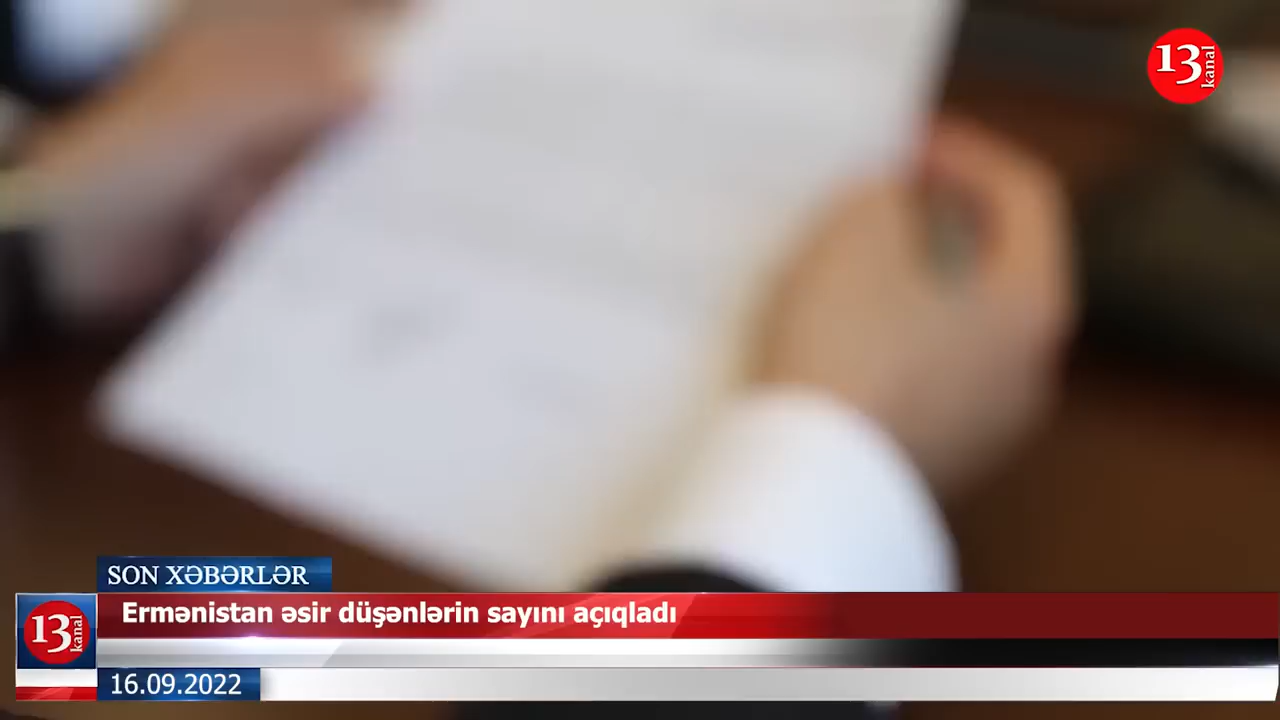 13 kanal
SON XƏBƏRLƏR
Ermənistan əsir düşənlərin sayını açıqladı
13 kanal
16.09.2022